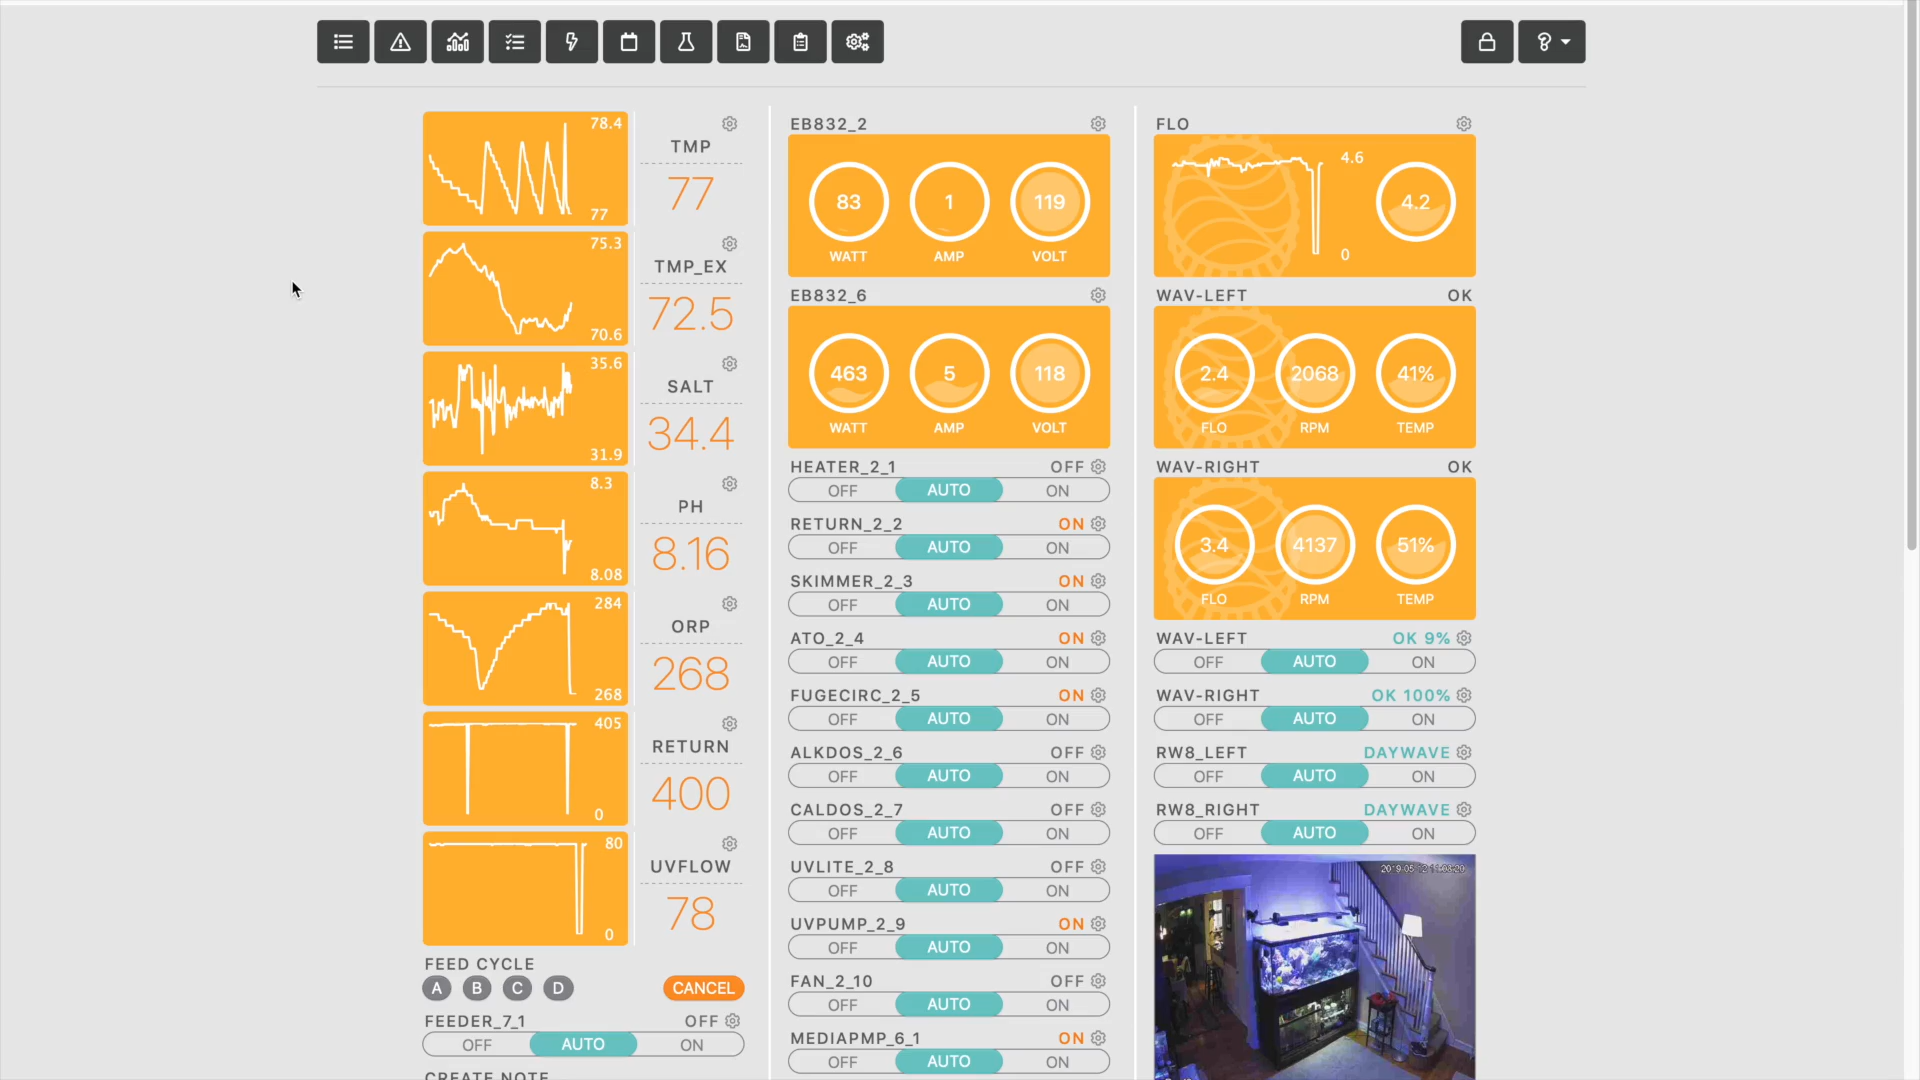 78.4
77
TMP
77
75.3
70.6
TMP_EX
72.5
35.6
31.9
SALT
34.4
8.3
8.08
PH
8.16
284
268
ORP
268
405
0
RETURN
400
80
0
UVFLOW
78
FEED CYCLE
A B C D CANCEL
FEEDER_7_1 OFF
OFF AUTO ON
CREATE NOTE
EB832_2
83 1 119
WATT AMP VOLT
EB832_6
463 5 118
WATT AMP VOLT
HEATER_2_1 OFF
OFF AUTO ON
RETURN_2_2 ON
OFF AUTO ON
SKIMMER_2_3 ON
OFF AUTO ON
ATO_2_4 ON
OFF AUTO ON
FUGECIRC_2_5 ON
OFF AUTO ON
ALKDOS_2_6 OFF
OFF AUTO ON
CALDOS_2_7 OFF
OFF AUTO ON
UVLITE_2_8 OFF
OFF AUTO ON
UVPUMP_2_9 ON
OFF AUTO ON
FAN_2_10 OFF
OFF AUTO ON
MEDIAPMP_6_1 ON
OFF AUTO ON
FLO
4.6
4.2
0
WAV-LEFT OK
2.4 2068 41%
FLO RPM TEMP
WAV-RIGHT OK
3.4 4137 51%
FLO RPM TEMP
WAV-LEFT OK 9%
OFF AUTO ON
WAV-RIGHT OK 100%
OFF AUTO ON
RW8_LEFT DAYWAVE
OFF AUTO ON
RW8_RIGHT DAYWAVE
OFF AUTO ON